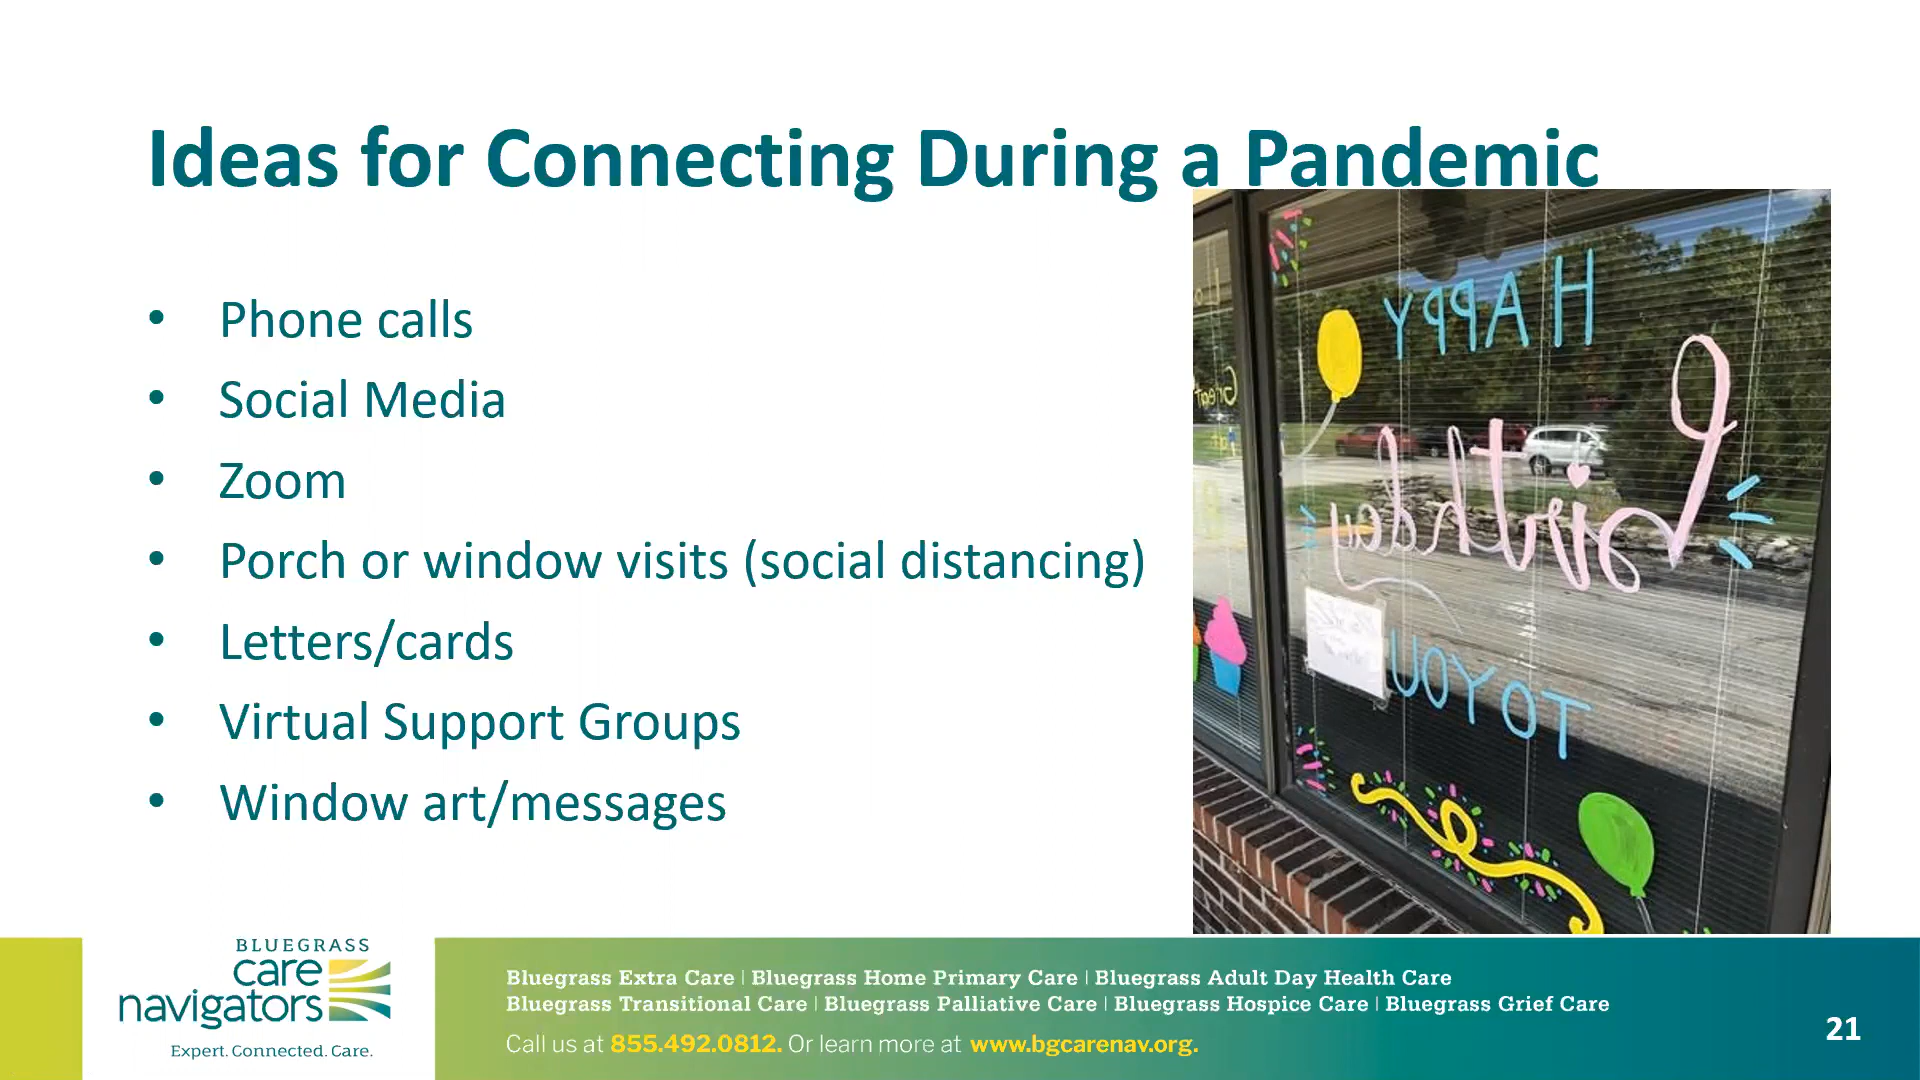 Ideas for Connecting During a Pandemic
• Phone calls
• Social Media
• Zoom
• Porch or window visits (social distancing)
• Letters/cards
• Virtual Support Groups
• Window art/messages
HAPPY
Birthday
TO YOU
Great
BLUEGRASS
care
navigators
Expert. Connected. Care.
Bluegrass Extra Care | Bluegrass Home Primary Care | Bluegrass Adult Day Health Care
Bluegrass Transitional Care | Bluegrass Palliative Care | Bluegrass Hospice Care | Bluegrass Grief Care
Call us at 855.492.0812. Or learn more at www.bgcarenav.org.
21